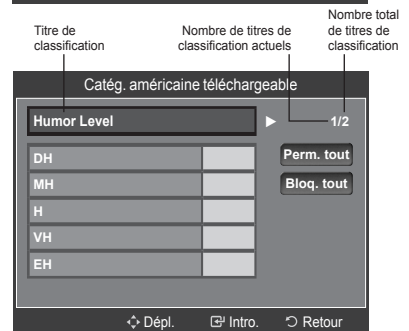 Titre de
classification
Nombre de titres de
classification actuels
Nombre total
de titres de
classification
Catég. américaine téléchargeable
Humor Level ► 1/2
DH
MH
H
VH
EH
Perm. tout
Bloq. tout
Dépl. Intro. Retour